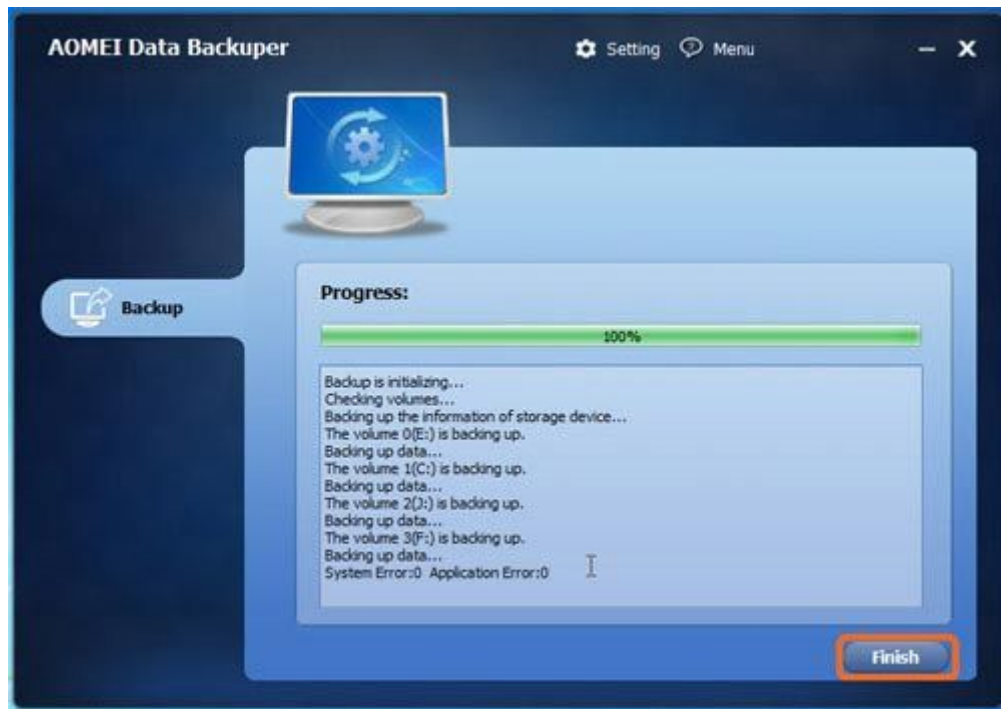 AOMEI Data Backuper
Setting
Menu
Backup
Progress:
100%
Backup is initializing...
Checking volumes...
Backing up the information of storage device...
The volume 0(E:) is backing up.
Backing up data...
The volume 1(C:) is backing up.
Backing up data...
The volume 2(J:) is backing up.
Backing up data...
The volume 3(F:) is backing up.
Backing up data...
System Error:0 Application Error:0
Finish